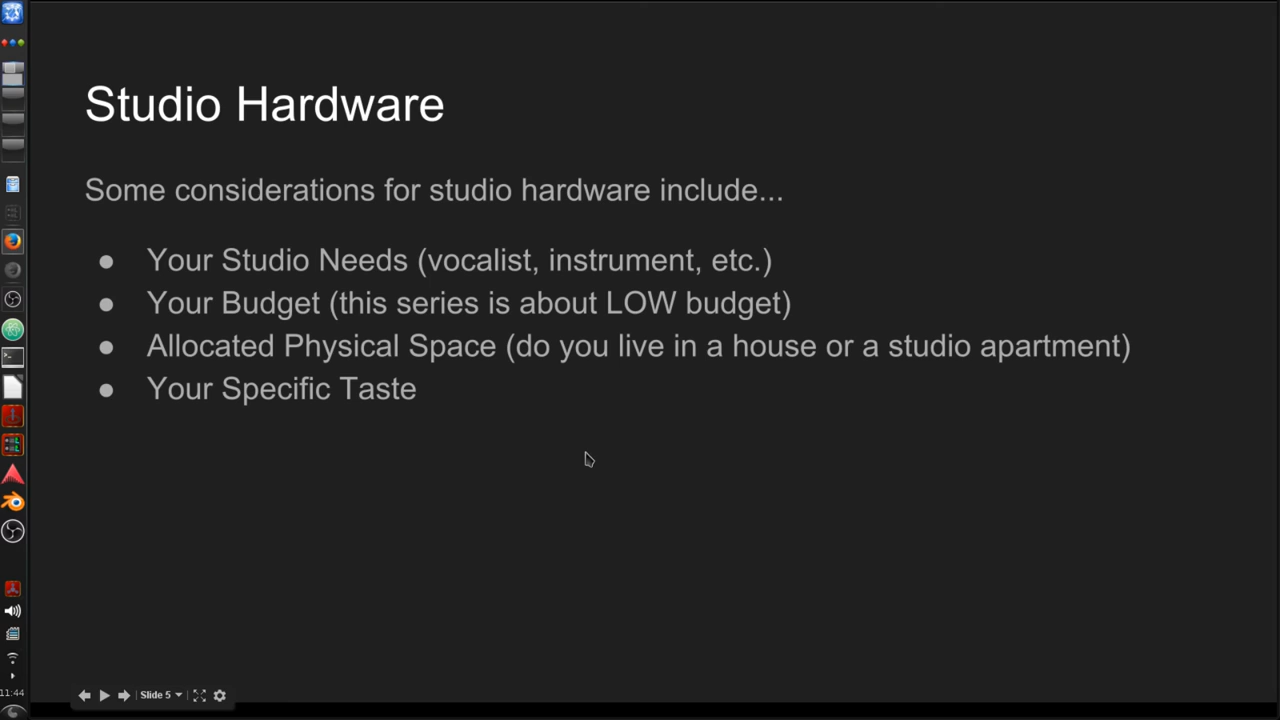 Studio Hardware
Some considerations for studio hardware include...
● Your Studio Needs (vocalist, instrument, etc.)
● Your Budget (this series is about LOW budget)
● Allocated Physical Space (do you live in a house or a studio apartment)
● Your Specific Taste
11:44
Slide 5